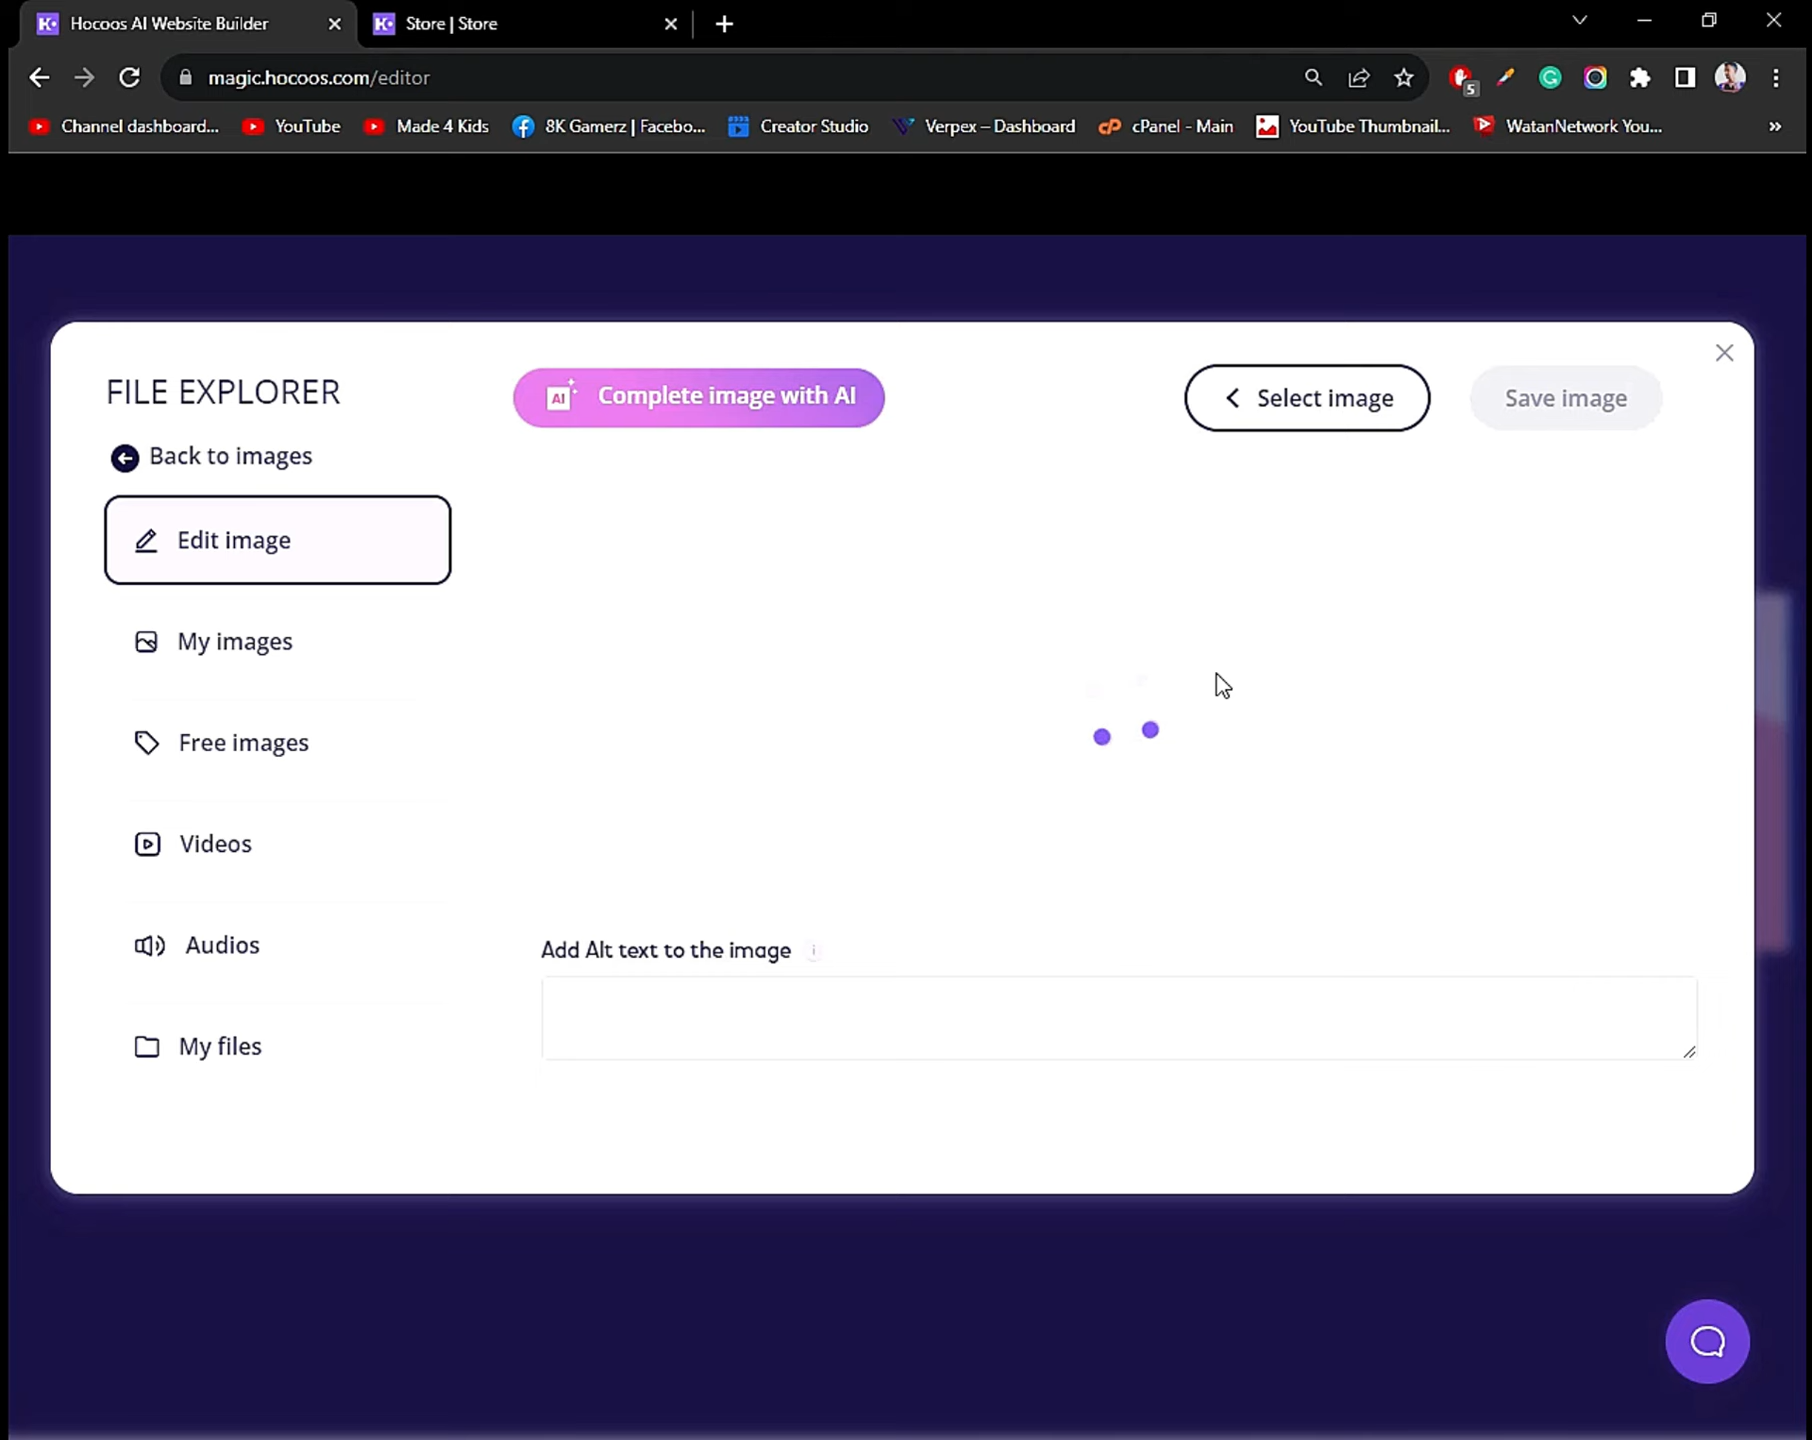 Hocoos AI Website Builder
Store | Store
magic.hocoos.com/editor
5
Channel dashboard...
YouTube
Made 4 Kids
8K Gamerz | Facebo...
Creator Studio
Verpex – Dashboard
cPanel - Main
YouTube Thumbnail...
WatanNetwork You...
FILE EXPLORER
AI Complete image with AI
Select image
Save image
Back to images
Edit image
My images
Free images
Videos
Audios
My files
Add Alt text to the image i